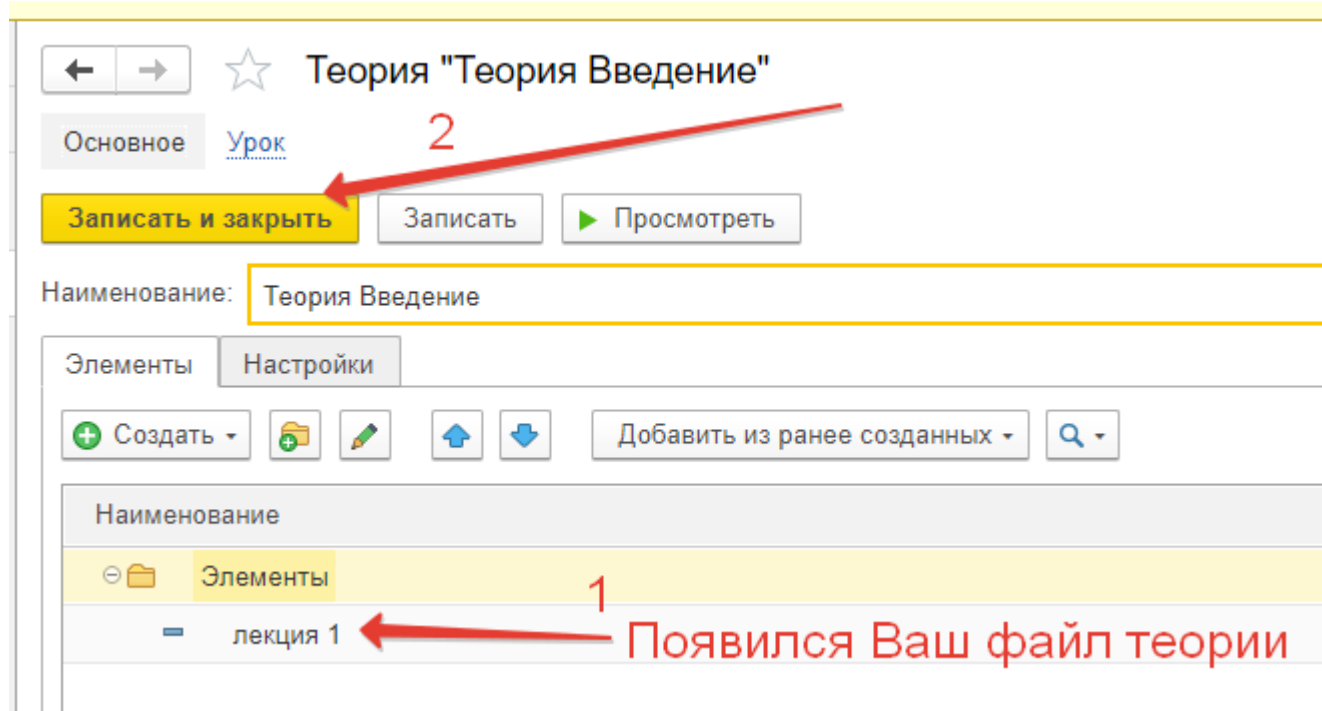 Теория "Теория Введение"
Основное Урок
2
Записать и закрыть Записать Просмотреть
Наименование: Теория Введение
Элементы Настройки
Создать Добавить из ранее созданных
Наименование
Элементы
1
лекция 1 Появился Ваш файл теории